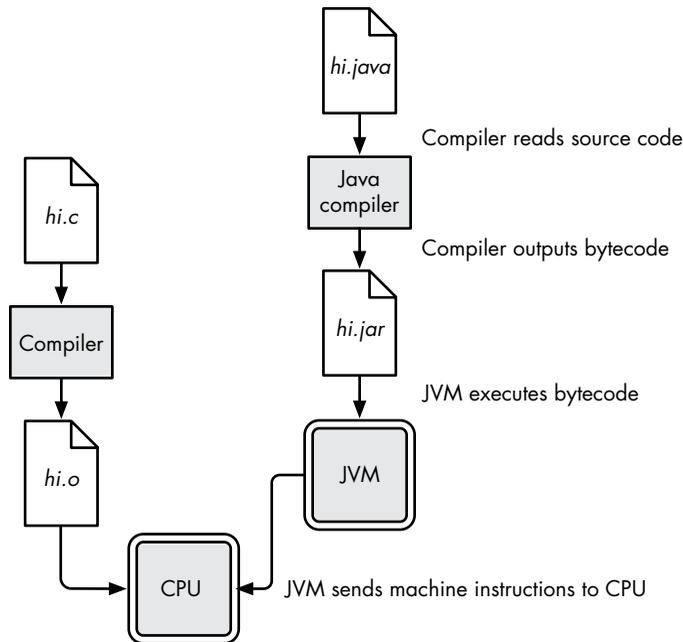 hi.java
Compiler reads source code
Java
compiler
hi.c
Compiler outputs bytecode
Compiler
hi.jar
JVM executes bytecode
hi.o
JVM
CPU
JVM sends machine instructions to CPU